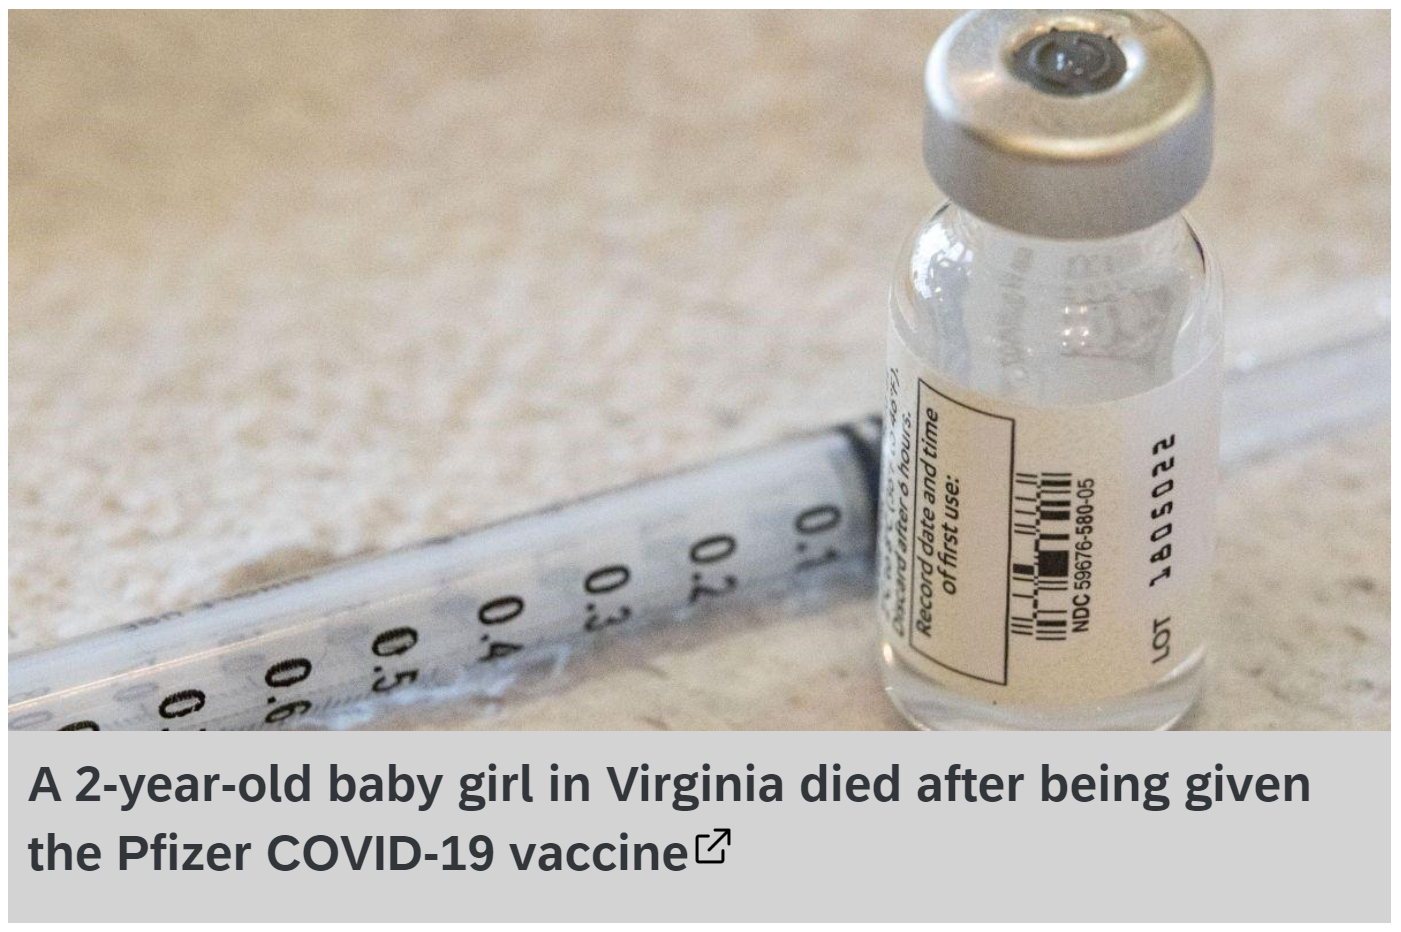 A 2-year-old baby girl in Virginia died after being given
the Pfizer COVID-19 vaccine
Discard after 6 hours.
Record date and time
of first use:
NDC 59676-580-05
LOT 1805022
0.1
0.2
0.3
0.4
0.5
0.6